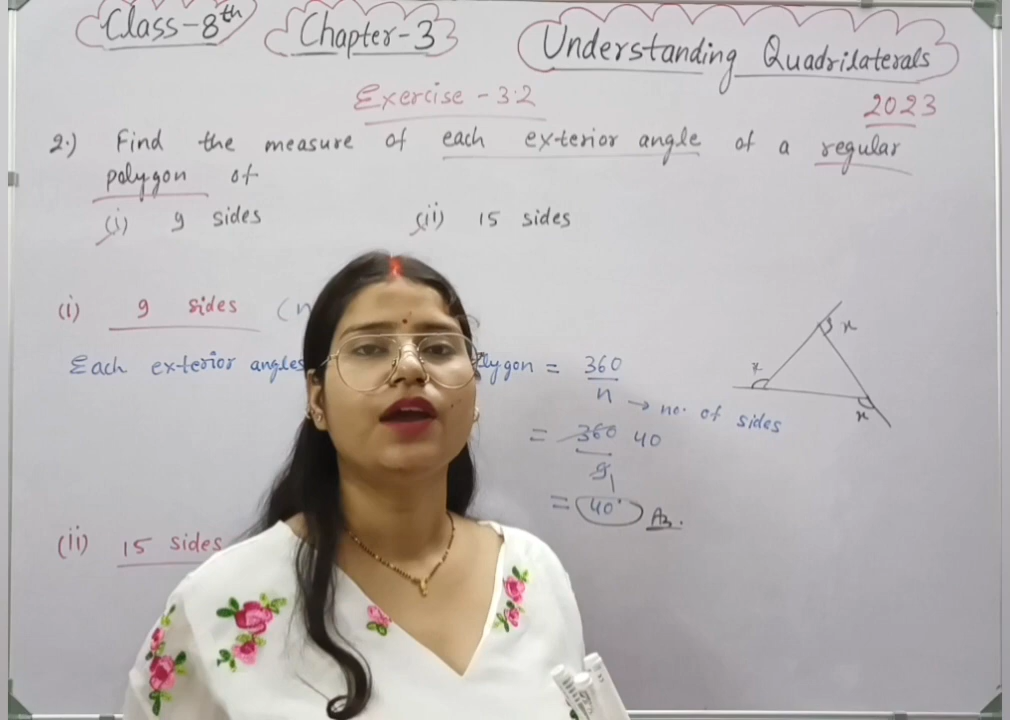 Class-8th Chapter-3 Understanding Quadrilaterals
Exercise - 3.2
2023
2.) Find the measure of each exterior angle of a regular
polygon of
(i) 9 sides (ii) 15 sides
(i) 9 sides (n
x
Each exterior angles lygon = 360/n → no. of sides
x
x
= 360/9 40
1
= 40° Ans.
(ii) 15 sides